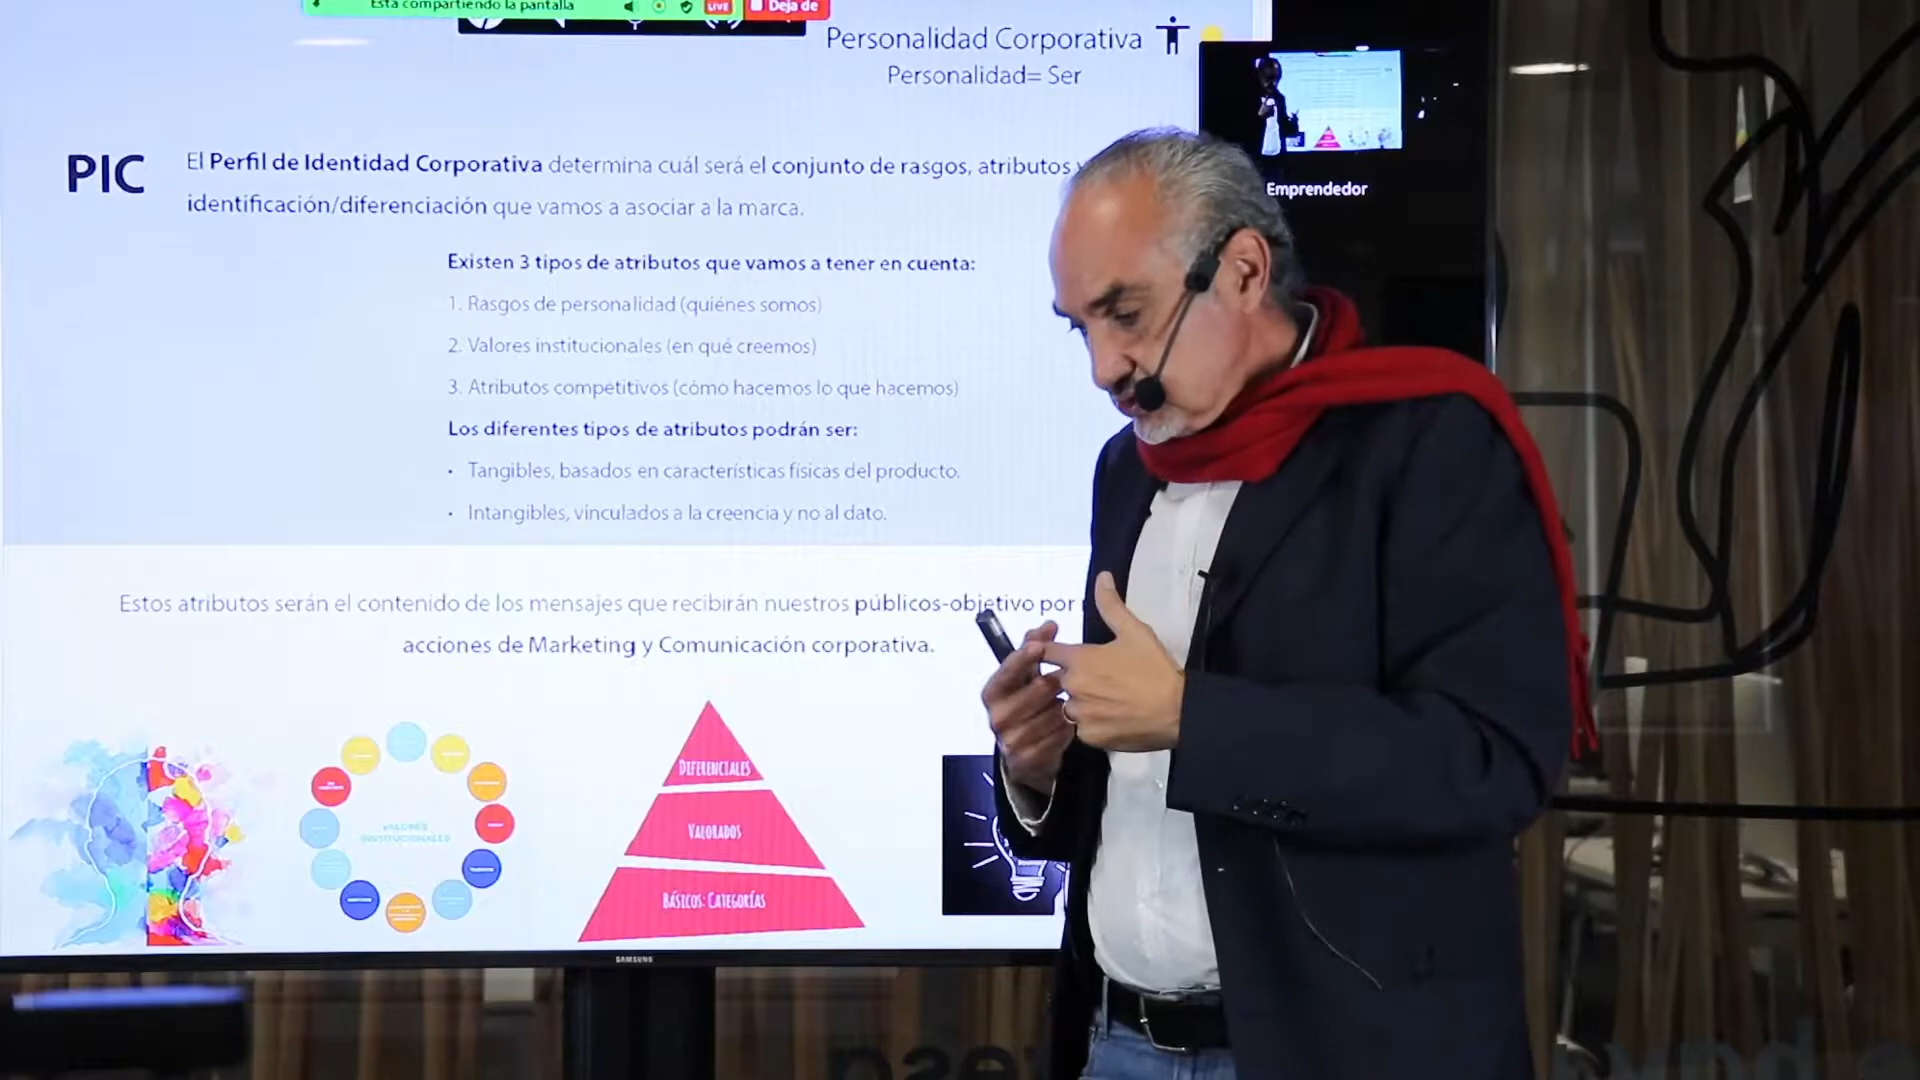 Está compartiendo la pantalla
LIVE
Deja de
Personalidad Corporativa
Personalidad= Ser
PIC
El Perfil de Identidad Corporativa determina cuál será el conjunto de rasgos, atributos y
identificación/diferenciación que vamos a asociar a la marca.
Emprendedor
Existen 3 tipos de atributos que vamos a tener en cuenta:
1. Rasgos de personalidad (quiénes somos)
2. Valores institucionales (en qué creemos)
3. Atributos competitivos (cómo hacemos lo que hacemos)
Los diferentes tipos de atributos podrán ser:
• Tangibles, basados en características físicas del producto.
• Intangibles, vinculados a la creencia y no al dato.
Estos atributos serán el contenido de los mensajes que recibirán nuestros públicos-objetivo por
acciones de Marketing y Comunicación corporativa.
VALORES
INSTITUCIONALES
DIFERENCIALES
VALORADOS
BÁSICOS: CATEGORÍAS
SAMSUNG